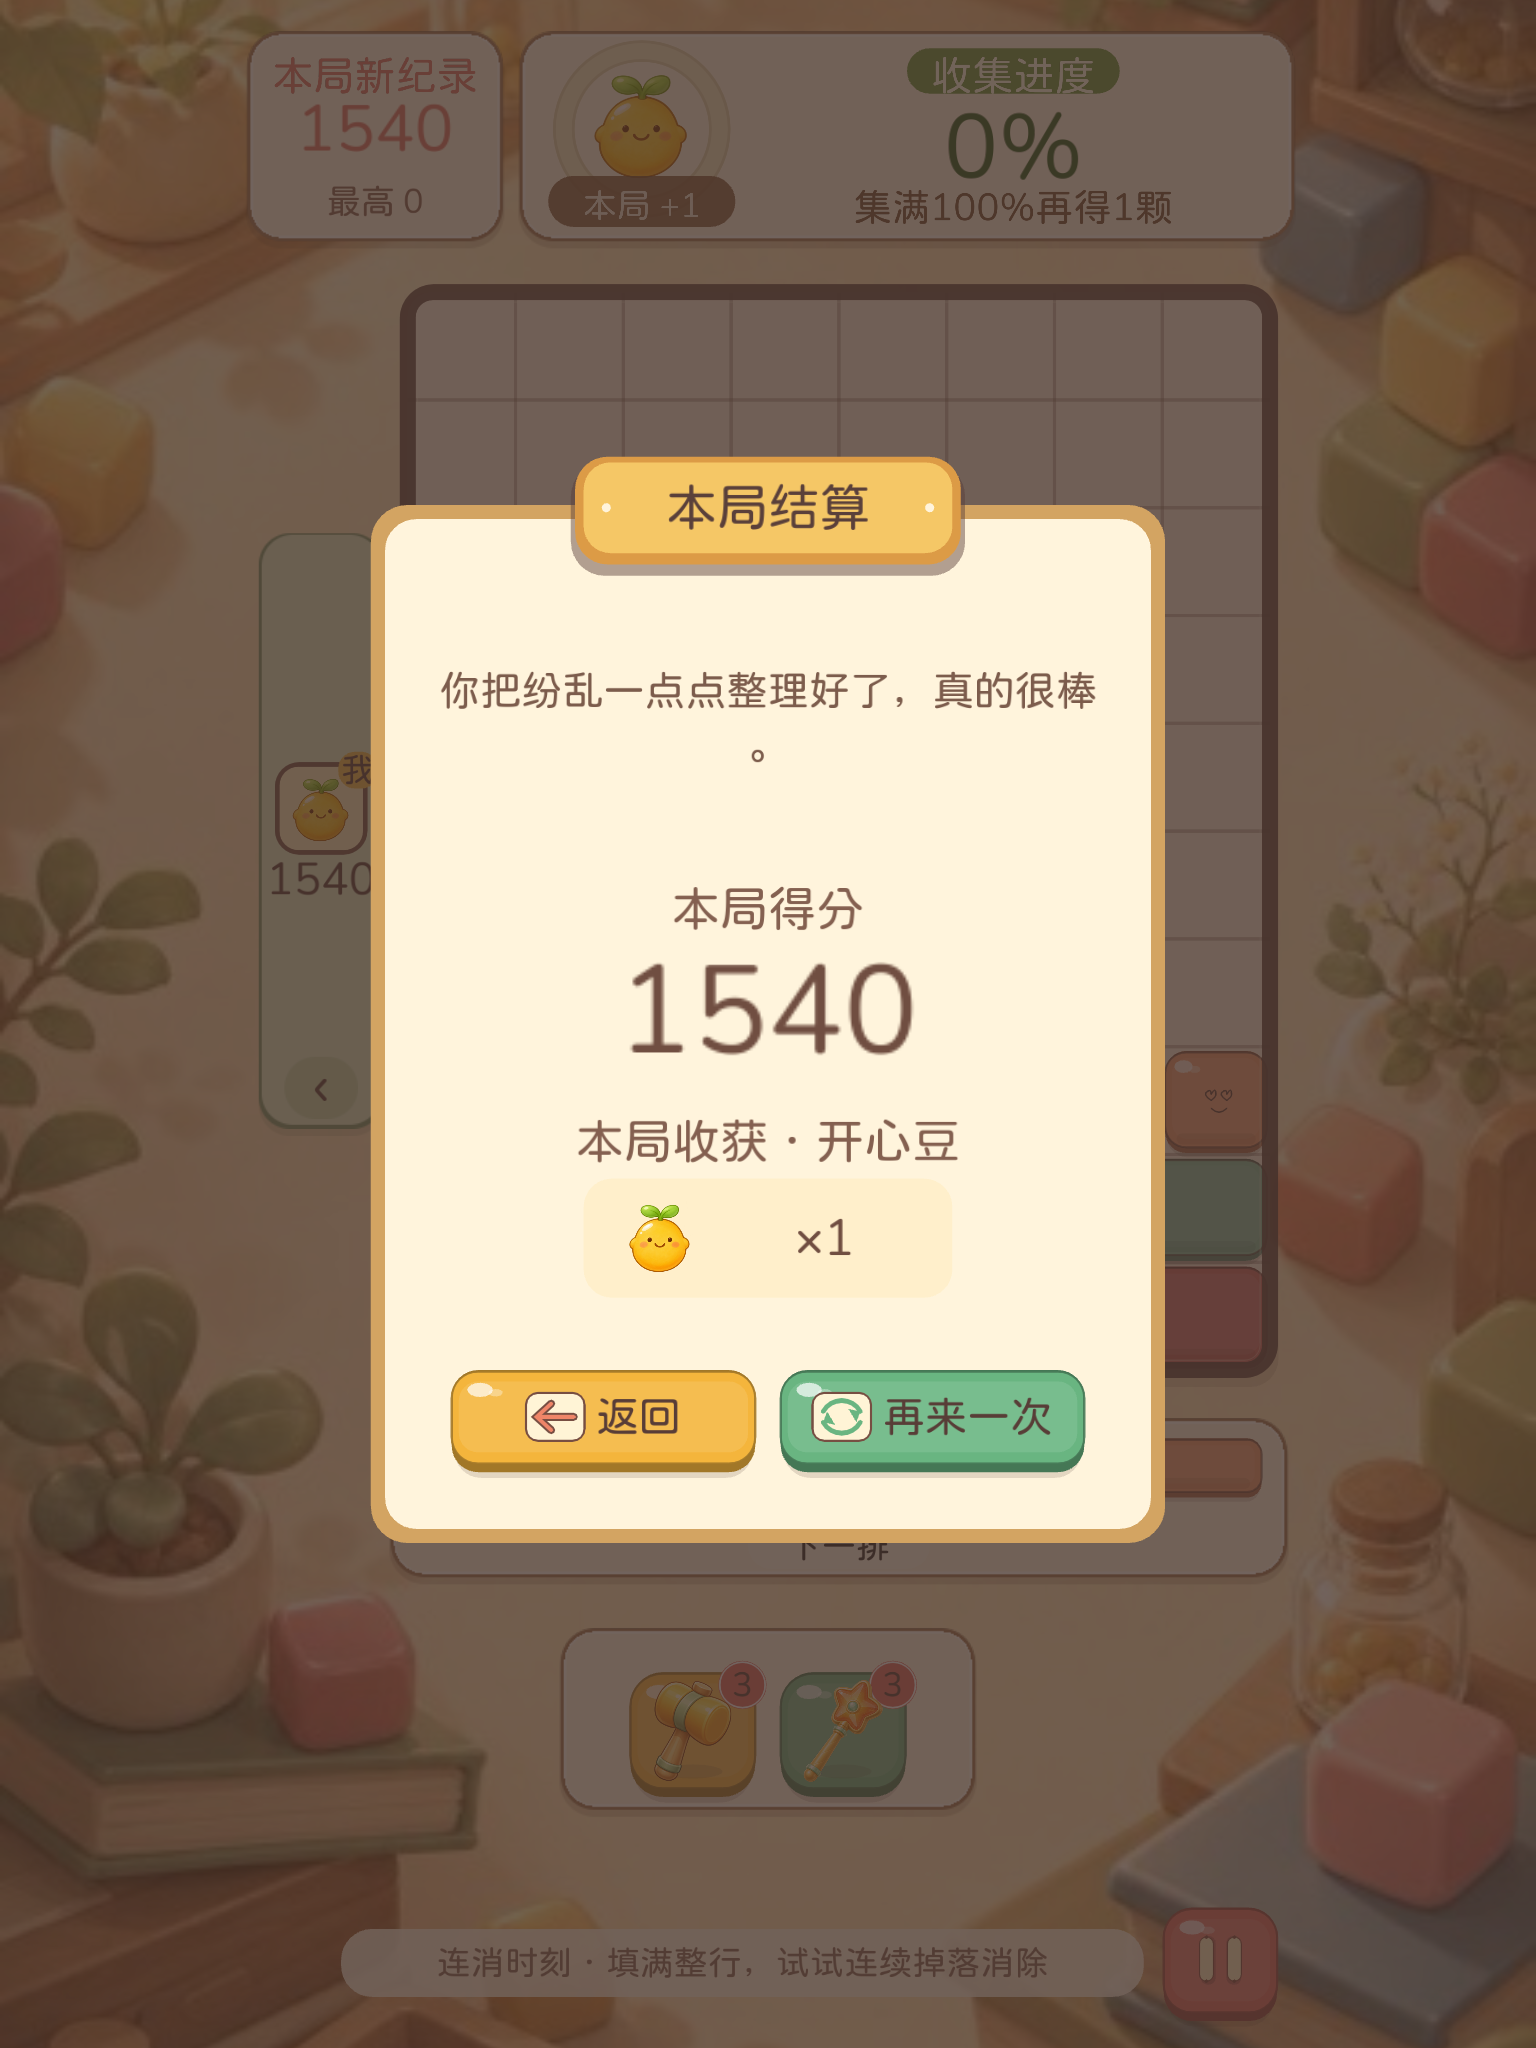 本局新纪录
1540
最高 0
本局 +1
收集进度
0%
集满100%再得1颗
我
1540
本局结算
你把纷乱一点点整理好了，真的很棒
。
本局得分
1540
本局收获 · 开心豆
×1
返回
再来一次
下一排
3
3
连消时刻 · 填满整行，试试连续掉落消除